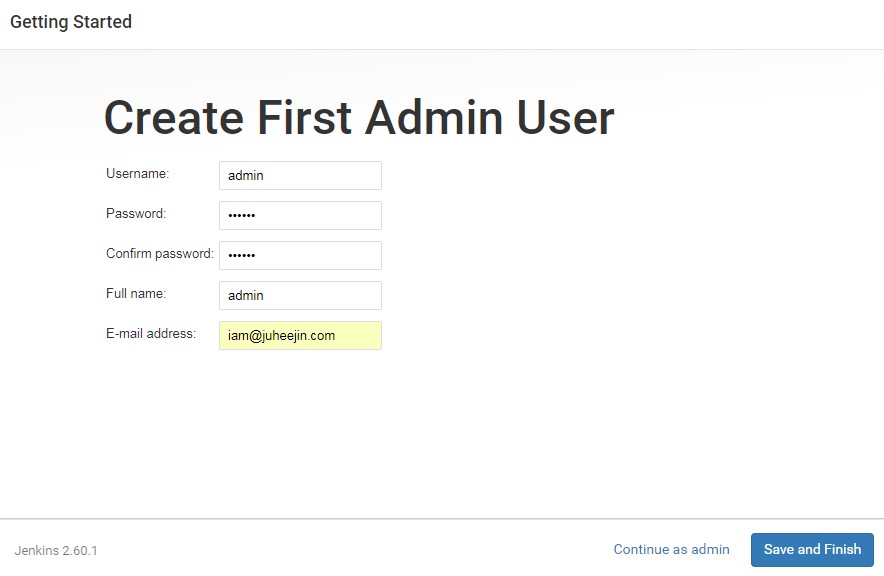 Getting Started
Create First Admin User
Username: admin
Password: ••••••
Confirm password: ••••••
Full name: admin
E-mail address: iam@juheejin.com
Jenkins 2.60.1 Continue as admin Save and Finish